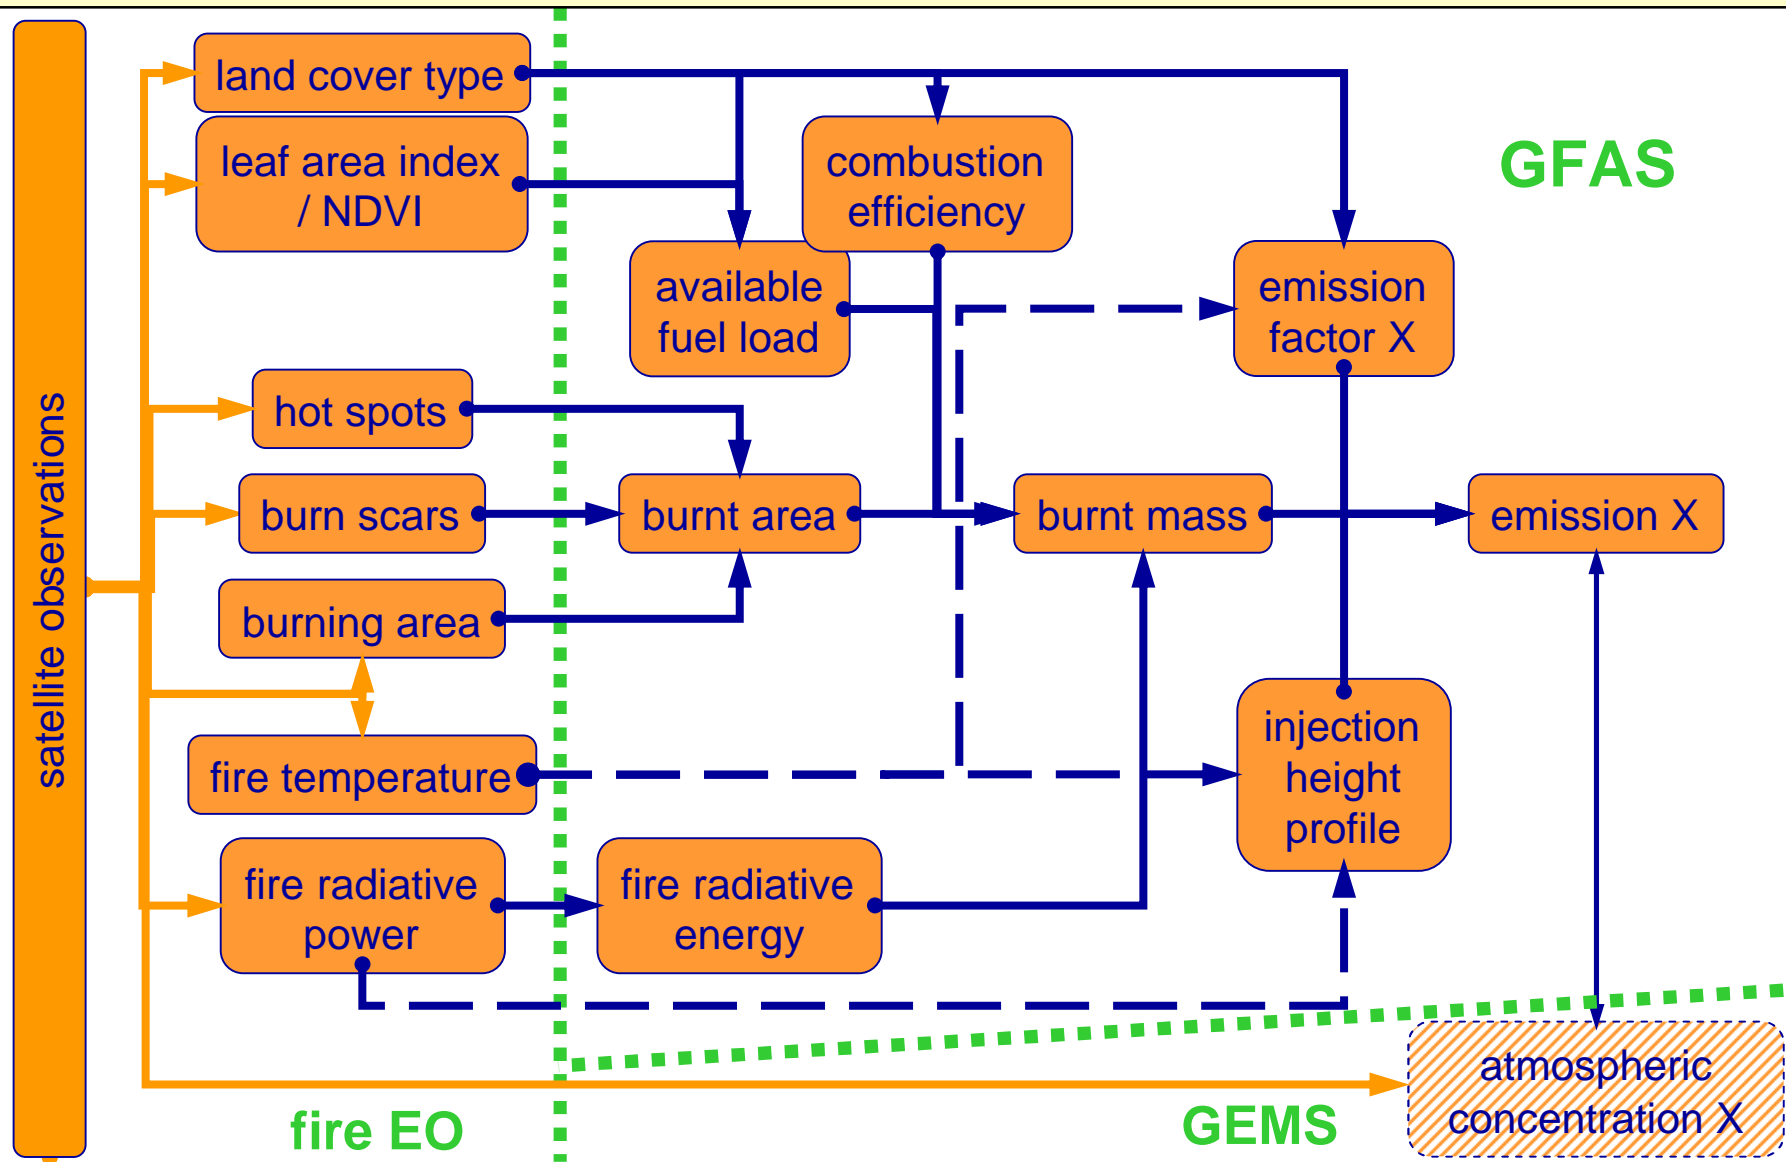 satellite observations
land cover type
leaf area index
/ NDVI
combustion
efficiency
GFAS
available
fuel load
emission
factor X
hot spots
burn scars
burnt area
burnt mass
emission X
burning area
fire temperature
injection
height
profile
fire radiative
power
fire radiative
energy
atmospheric
concentration X
fire EO
GEMS